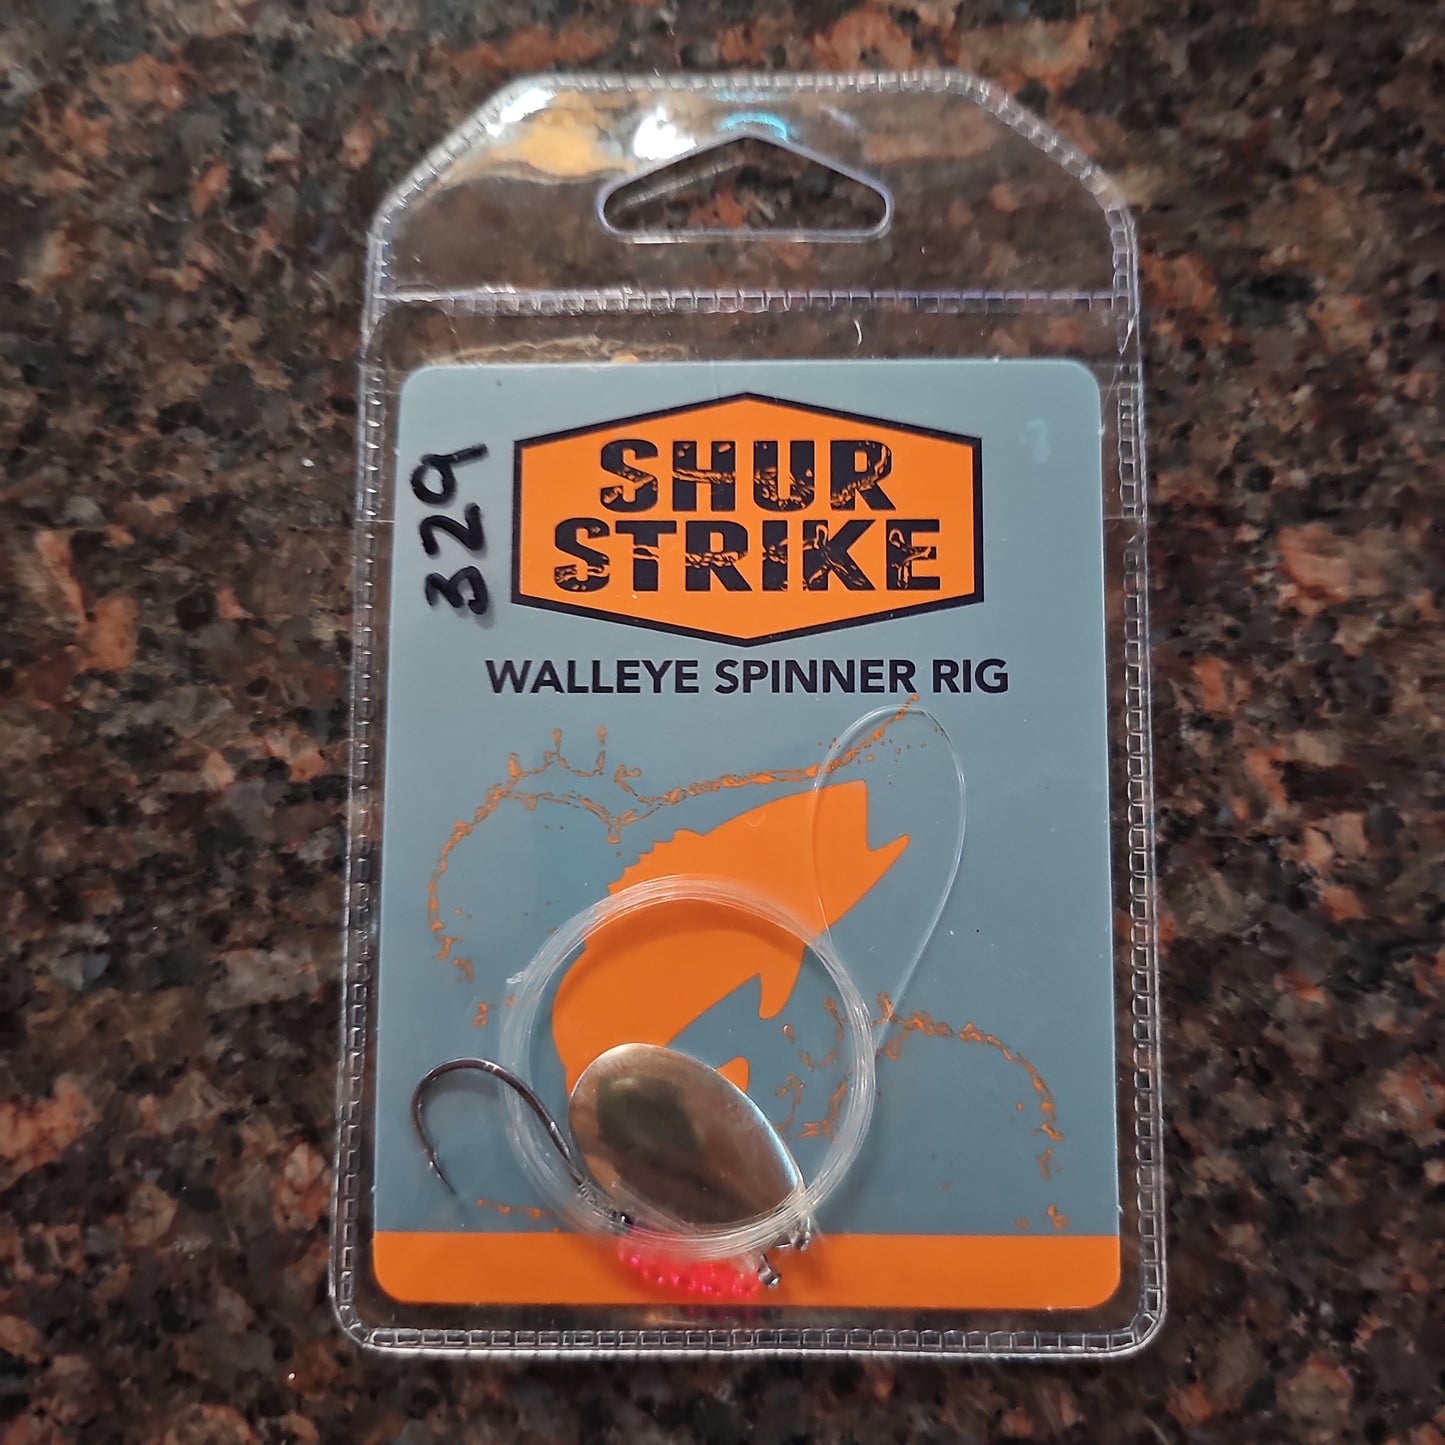 SHUR
STRIKE
WALLEYE SPINNER RIG
329